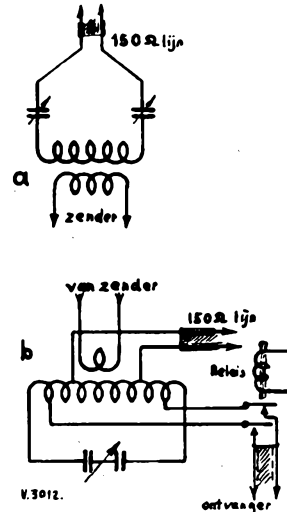 150Ω lijn
a
zender
van zender
150Ω lijn
b
Relais
V.3012.
ontvanger